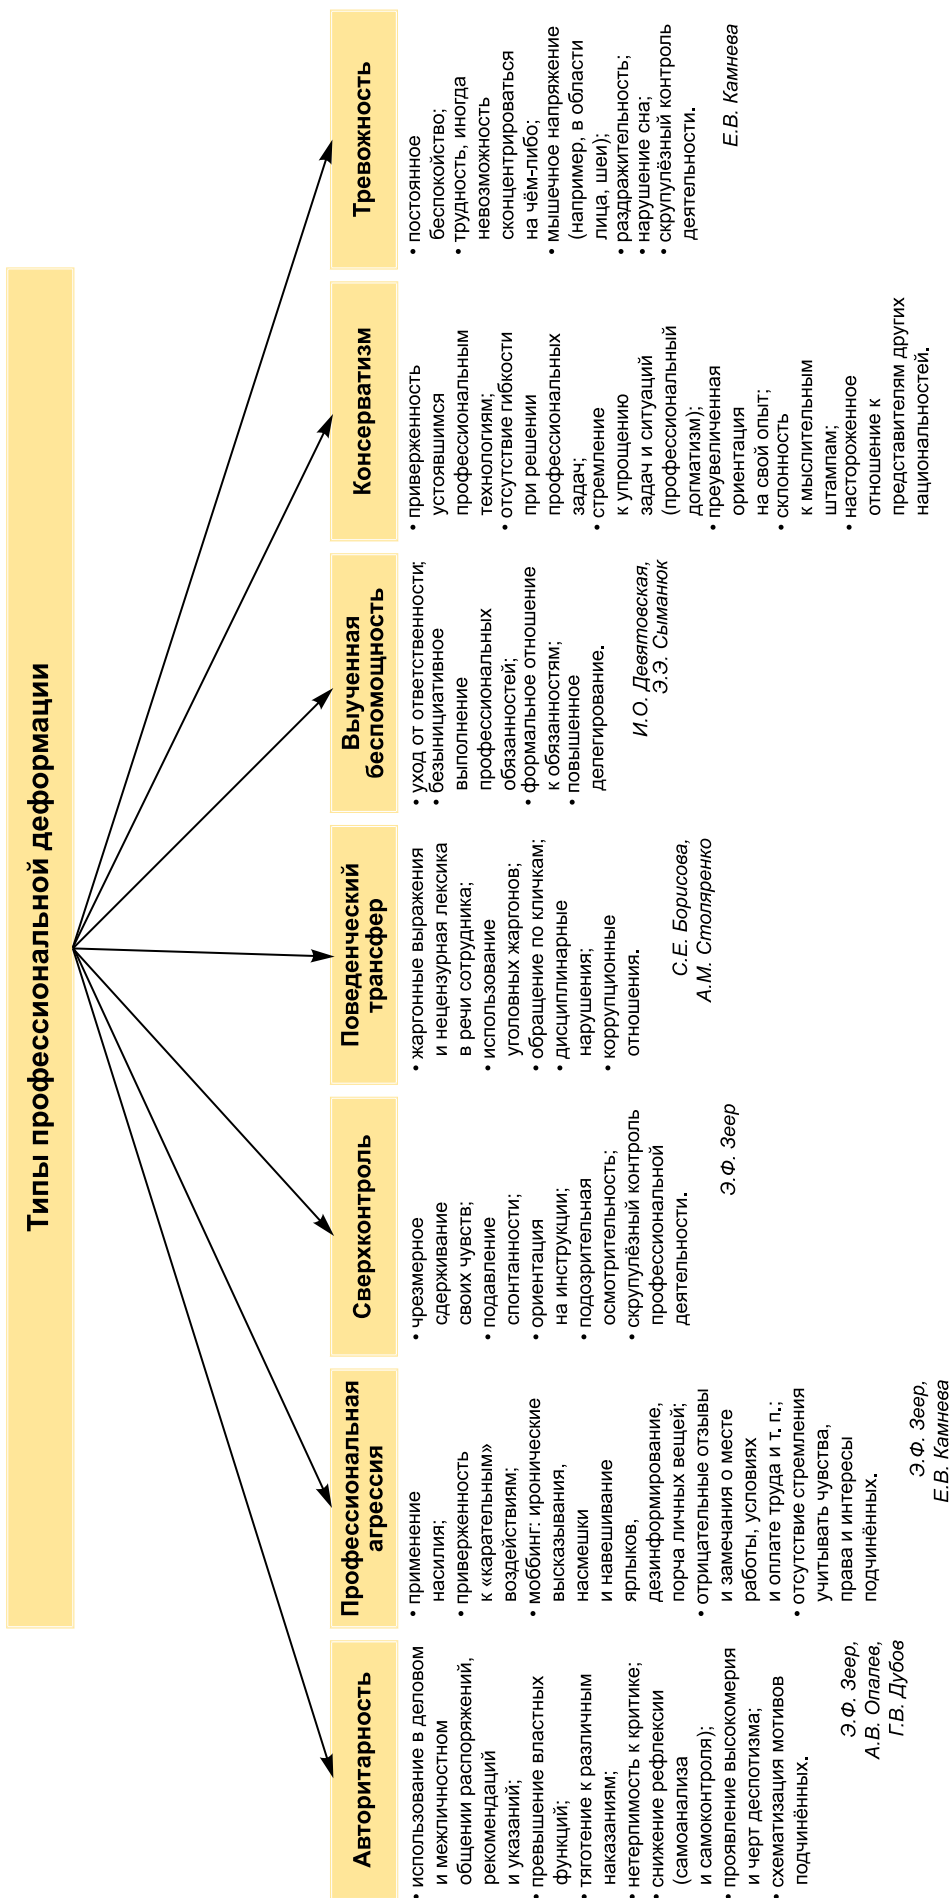 Типы профессиональной деформации
Авторитарность
• использование в деловом
и межличностном
общении распоряжений,
рекомендаций
и указаний;
• превышение властных
функций;
• тяготение к различным
наказаниям;
• нетерпимость к критике;
• снижение рефлексии
(самоанализа
и самоконтроля);
• проявление высокомерия
и черт деспотизма;
• схематизация мотивов
подчинённых.
Э.Ф. Зеер,
А.В. Опалев,
Г.В. Дубов
Профессиональная
агрессия
• применение
насилия;
• приверженность
к «карательным»
воздействиям;
• моббинг: иронические
высказывания,
насмешки
и навешивание
ярлыков,
дезинформирование,
порча личных вещей;
• отрицательные отзывы
и замечания о месте
работы, условиях
и оплате труда и т. п.;
• отсутствие стремления
учитывать чувства,
права и интересы
подчинённых.
Э.Ф. Зеер,
Е.В. Камнева
Сверхконтроль
• чрезмерное
сдерживание
своих чувств;
• подавление
спонтанности;
• ориентация
на инструкции;
• подозрительная
осмотрительность;
• скрупулёзный контроль
профессиональной
деятельности.
Э.Ф. Зеер
Поведенческий
трансфер
• жаргонные выражения
и нецензурная лексика
в речи сотрудника;
• использование
уголовных жаргонов;
• обращение по кличкам;
• дисциплинарные
нарушения;
• коррупционные
отношения.
С.Е. Борисова,
А.М. Столяренко
Выученная
беспомощность
• уход от ответственности;
• безынициативное
выполнение
профессиональных
обязанностей;
• формальное отношение
к обязанностям;
• повышенное
делегирование.
И.О. Девятовская,
Э.Э. Сыманюк
Консерватизм
• приверженность
устоявшимся
профессиональным
технологиям;
• отсутствие гибкости
при решении
профессиональных
задач;
• стремление
к упрощению
задач и ситуаций
(профессиональный
догматизм);
• преувеличенная
ориентация
на свой опыт;
• склонность
к мыслительным
штампам;
• настороженное
отношение к
представителям других
национальностей.
Тревожность
• постоянное
беспокойство;
• трудность, иногда
невозможность
сконцентрироваться
на чём-либо;
• мышечное напряжение
(например, в области
лица, шеи);
• раздражительность;
• нарушение сна;
• скрупулёзный контроль
деятельности.
Е.В. Камнева